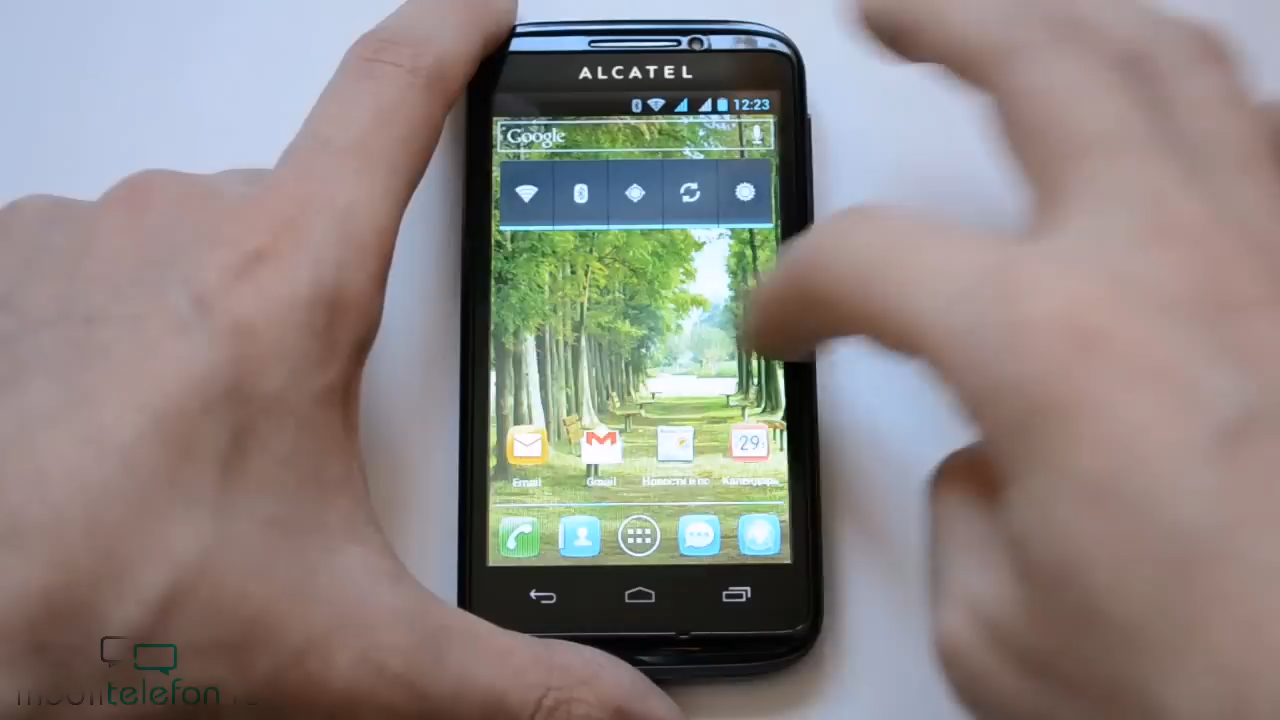 ALCATEL
12:23
Google
29
Email
Gmail
Новости и по
Календарь
mobiltelefon